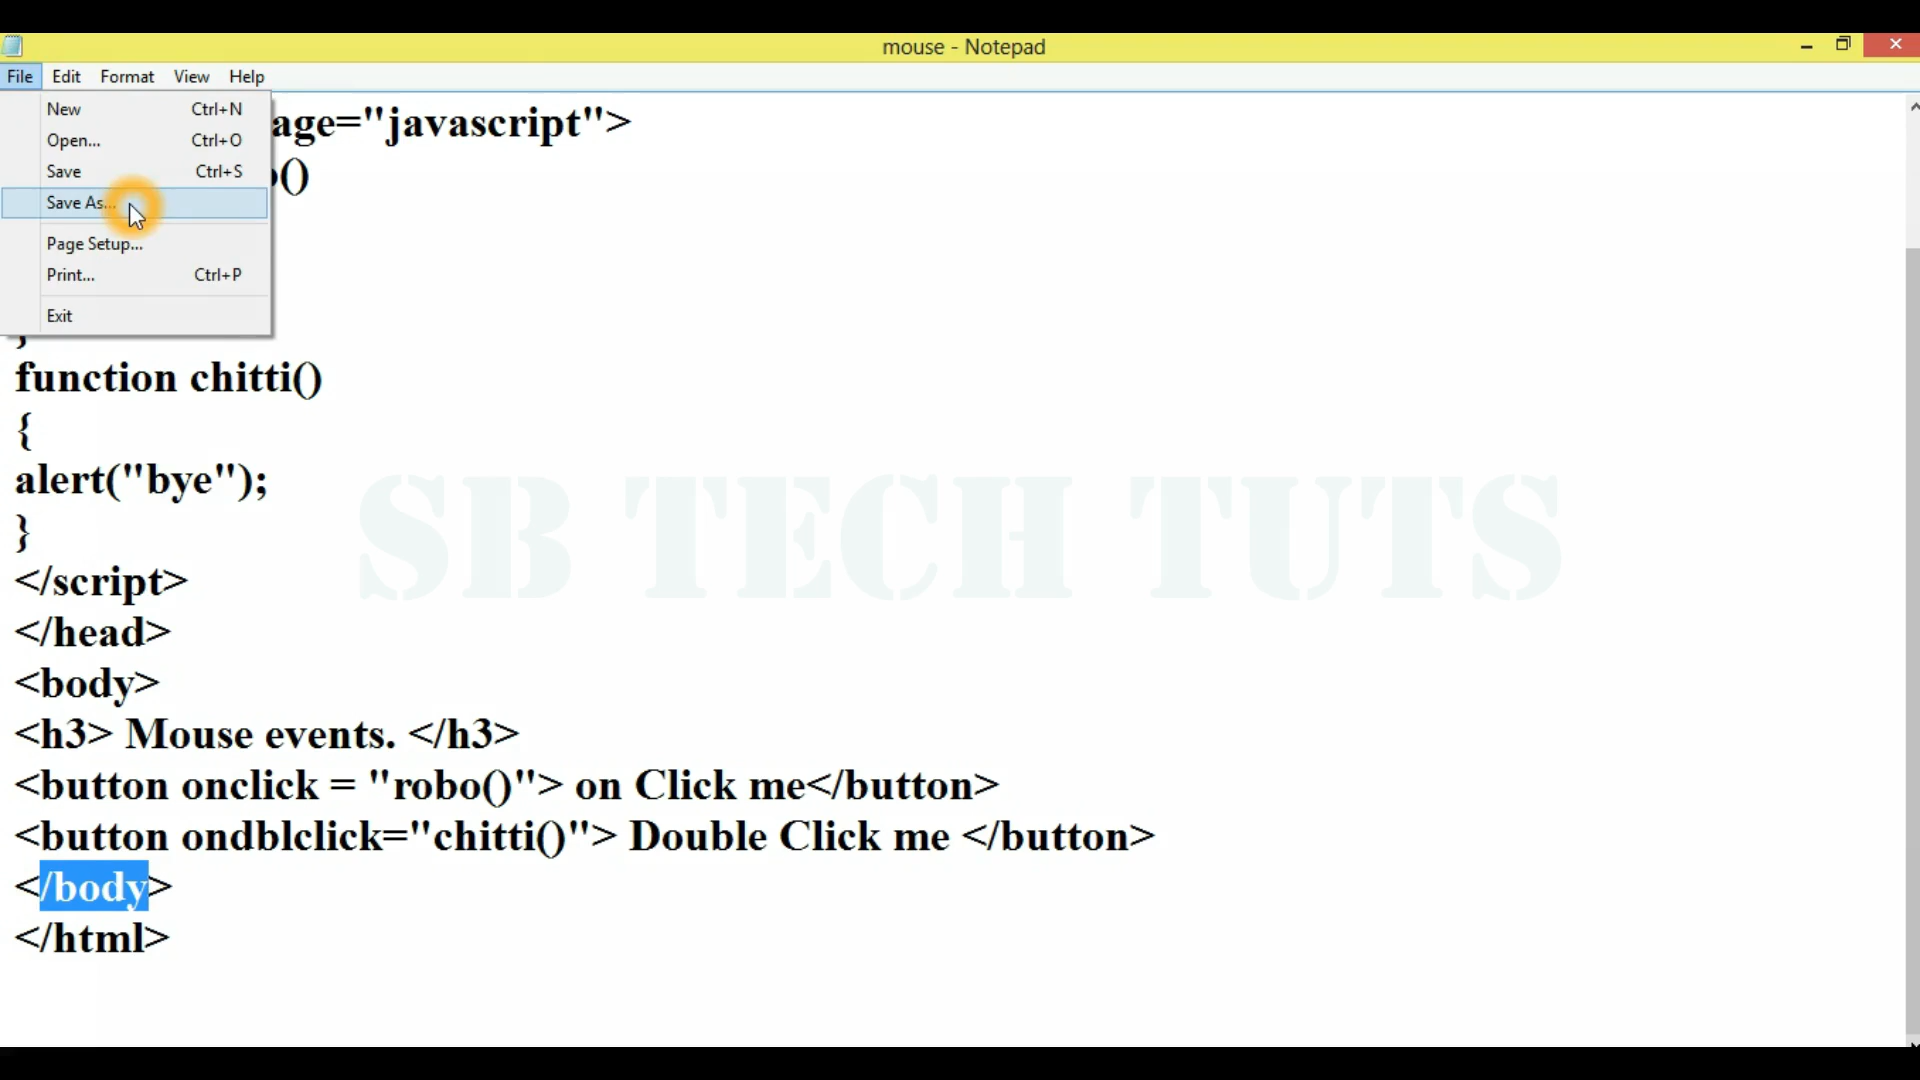 mouse - Notepad
File Edit Format View Help
New Ctrl+N
Open... Ctrl+O
Save Ctrl+S
Save As...
Page Setup...
Print... Ctrl+P
Exit
age="javascript">
()
function chitti()
{
alert("bye");
}
</script>
</head>
<body>
<h3> Mouse events. </h3>
<button onclick = "robo()"> on Click me</button>
<button ondblclick="chitti()"> Double Click me </button>
</body>
</html>
SB TECH TUTS